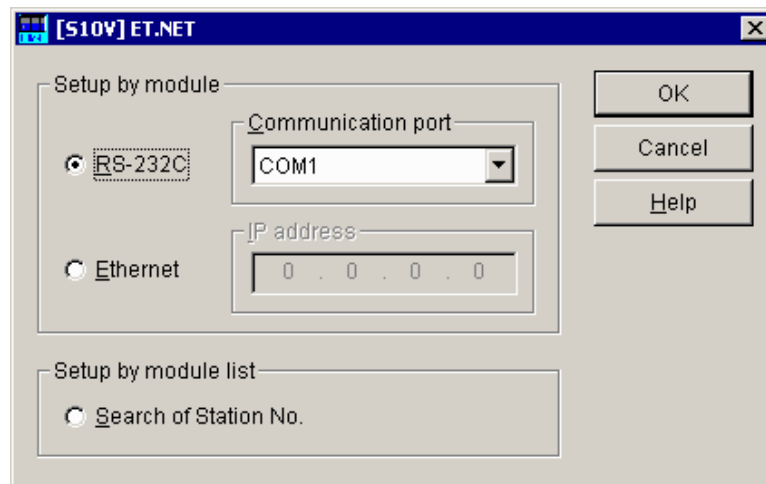 [S10V] ET.NET
Setup by module
RS-232C
Communication port
COM1
Ethernet
IP address
0 . 0 . 0 . 0
Setup by module list
Search of Station No.
OK
Cancel
Help